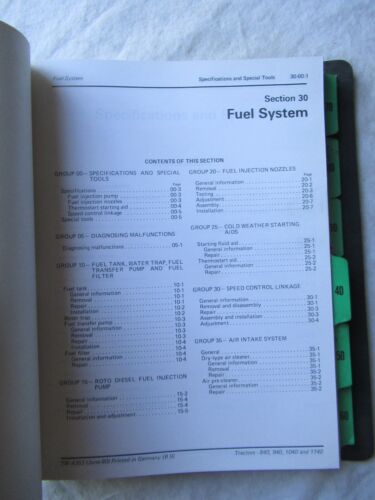 Fuel System
Specifications and Special Tools
30-00-1
Section 30
Fuel System
CONTENTS OF THIS SECTION
GROUP 00— SPECIFICATIONS AND SPECIAL
TOOLS
Page
Specifications 00-3
Fuel injection pump 00-3
Fuel injection nozzles 00-3
Thermostart starting aid 00-4
Speed control linkage 00-5
Special tools 00-5
GROUP 05— DIAGNOSING MALFUNCTIONS
Diagnosing malfunctions 05-1
GROUP 10— FUEL TANK, WATER TRAP, FUEL
TRANSFER PUMP AND FUEL
FILTER
Fuel tank 10-1
General information 10-1
Removal 10-1
Repair 10-1
Installation 10-2
Water trap 10-3
Fuel transfer pump 10-3
General information 10-3
Removal 10-3
Repair 10-4
Installation 10-4
Fuel filter 10-4
General information 10-4
Repair 10-4
GROUP 15— ROTO DIESEL FUEL INJECTION
PUMP
General information 15-2
Removal 15-4
Repair 15-4
Installation and adjustment 15-5
GROUP 20— FUEL INJECTION NOZZLES
Page
General information 20-1
Removal 20-2
Testing 20-3
Adjustment 20-6
Assembly 20-7
Installation 20-7
GROUP 25— COLD WEATHER STARTING
AIDS
Starting fluid aid 25-1
General information 25-1
Repair 25-1
Thermostart aid 25-2
General information 25-2
Repair 25-2
GROUP 30— SPEED CONTROL LINKAGE
General information 30-1
Removal and disassembly 30-1
Repair 30-3
Assembly and installation 30-3
Adjustment 30-4
GROUP 35— AIR INTAKE SYSTEM
General 35-1
Dry-type air cleaner 35-1
General information 35-1
Removal 35-1
Repair 35-2
Air pre-cleaner 35-2
General information 35-2
Repair 35-2
Printed in Germany
Tractors - 840, 940, 1040 and 1140
40
50